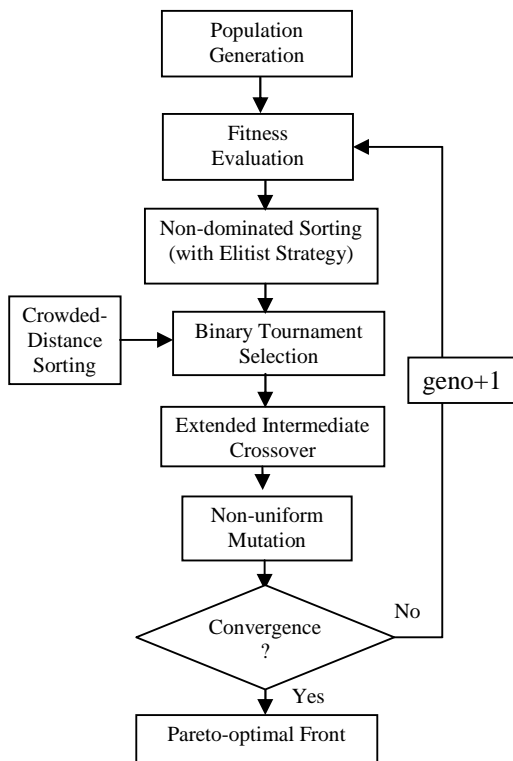 Population
Generation
Fitness
Evaluation
Non-dominated Sorting
(with Elitist Strategy)
Crowded-
Distance
Sorting
Binary Tournament
Selection
geno+1
Extended Intermediate
Crossover
Non-uniform
Mutation
Convergence
?
No
Yes
Pareto-optimal Front